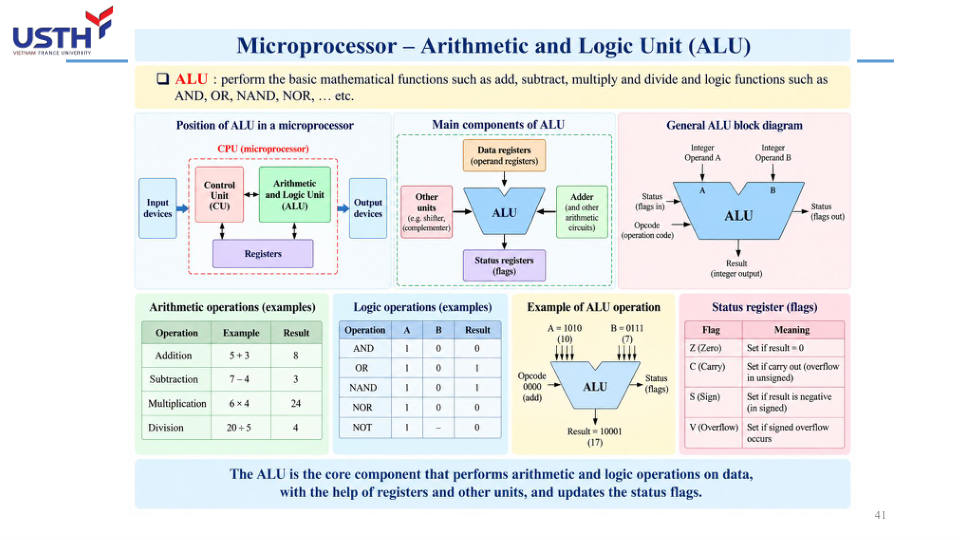 USTH
VIETNAM FRANCE UNIVERSITY
Microprocessor – Arithmetic and Logic Unit (ALU)
❑ ALU : perform the basic mathematical functions such as add, subtract, multiply and divide and logic functions such as
AND, OR, NAND, NOR, … etc.
Position of ALU in a microprocessor
CPU (microprocessor)
Input
devices
Control
Unit
(CU)
Arithmetic
and Logic Unit
(ALU)
Output
devices
Registers
Main components of ALU
Data registers
(operand registers)
Other
units
(e.g. shifter,
complementer)
ALU
Adder
(and other
arithmetic
circuits)
Status registers
(flags)
General ALU block diagram
Integer
Operand A
Integer
Operand B
A
B
Status
(flags in)
ALU
Status
(flags out)
Opcode
(operation code)
Result
(integer output)
Arithmetic operations (examples)
Operation Example Result
Addition 5 + 3 8
Subtraction 7 – 4 3
Multiplication 6 × 4 24
Division 20 ÷ 5 4
Logic operations (examples)
Operation A B Result
AND 1 0 0
OR 1 0 1
NAND 1 0 1
NOR 1 0 0
NOT 1 – 0
Example of ALU operation
A = 1010
(10)
B = 0111
(7)
Opcode
0000
(add)
ALU
Status
(flags)
Result = 10001
(17)
Status register (flags)
Flag Meaning
Z (Zero) Set if result = 0
C (Carry) Set if carry out (overflow
in unsigned)
S (Sign) Set if result is negative
(in signed)
V (Overflow) Set if signed overflow
occurs
The ALU is the core component that performs arithmetic and logic operations on data,
with the help of registers and other units, and updates the status flags.
41